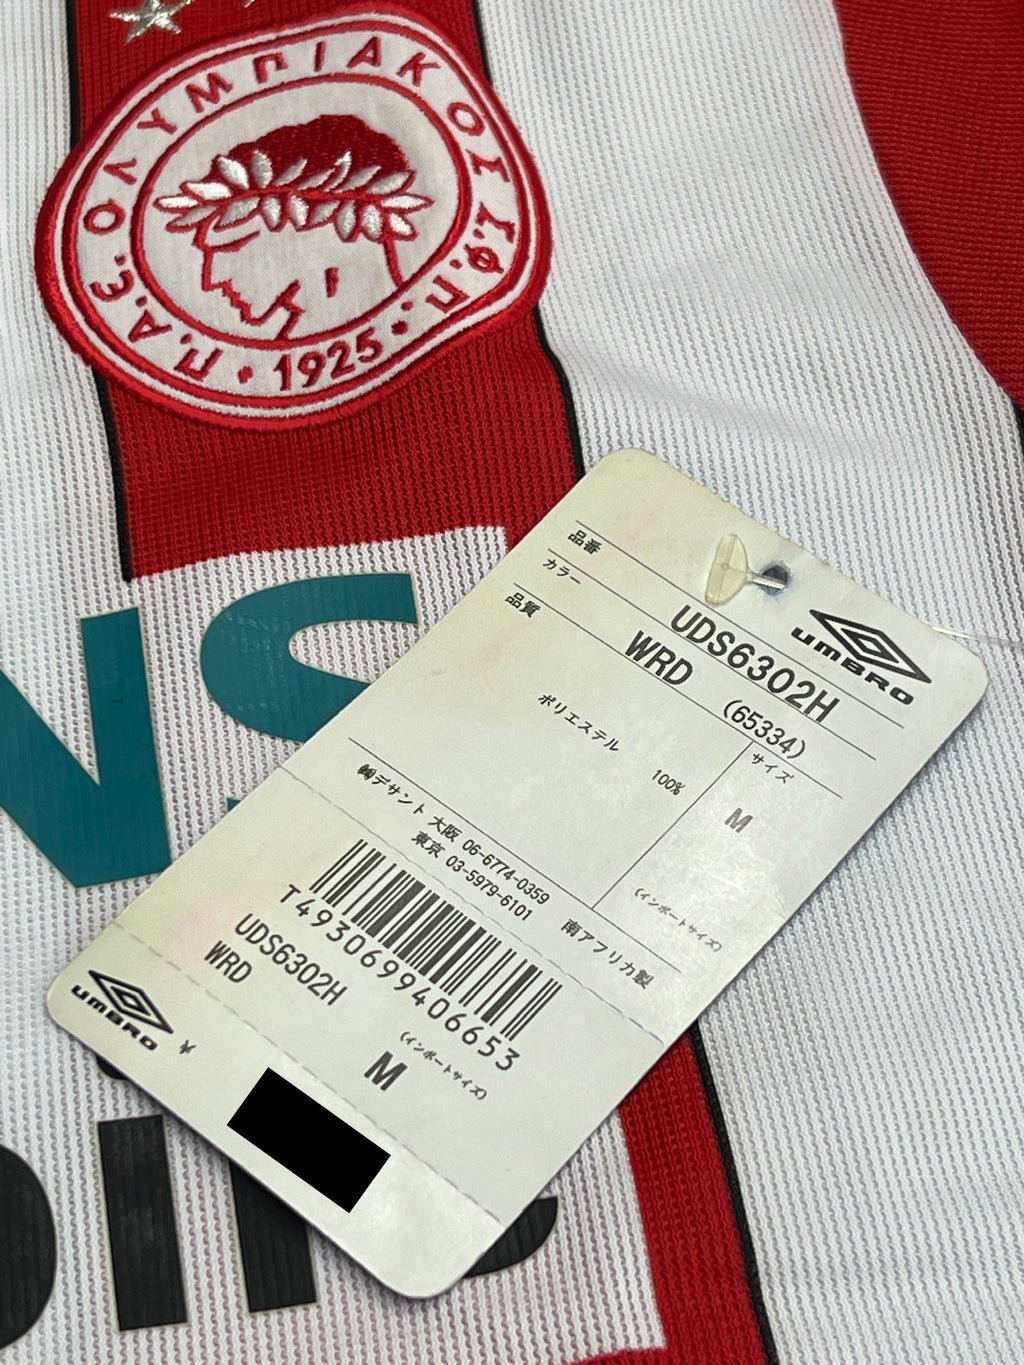 Π.Α.Ε. ΟΛΥΜΠΙΑΚΟΣ Σ.Φ.Π.
• 1925 •
NS
UMBRO
品番
UDS6302H
カラー
WRD
(65334)
品質
サイズ
ポリエステル
100%
M
(インポートサイズ)
㈱デサント 大阪 06-6774-0359
東京 03-5979-6101
南アフリカ製
T4930699406653
UDS6302H
WRD
(インポートサイズ)
M
UMBRO
¥